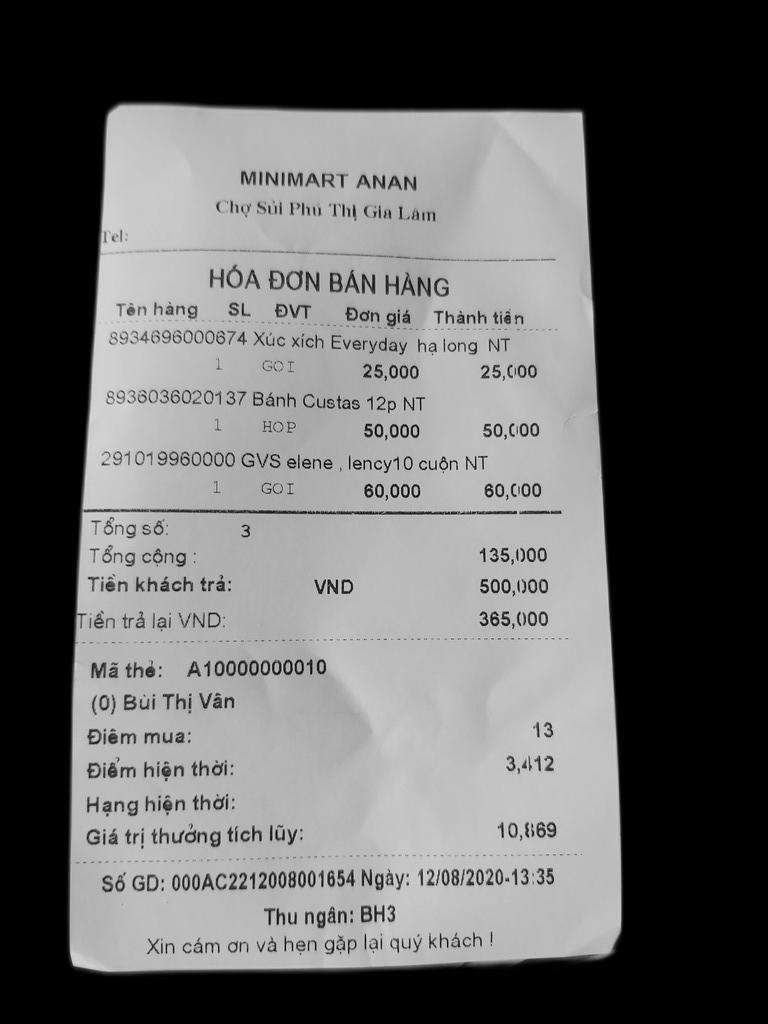 MINIMART ANAN
Chợ Sủi Phú Thị Gia Lâm
Tel:
HÓA ĐƠN BÁN HÀNG
Tên hàng SL ĐVT Đơn giá Thành tiền
8934696000674 Xúc xích Everyday hạ long NT
1 GOI 25,000 25,000
8936036020137 Bánh Custas 12p NT
1 HOP 50,000 50,000
291019960000 GVS elene , lency10 cuộn NT
1 GOI 60,000 60,000
Tổng số: 3
Tổng cộng : 135,000
Tiền khách trả: VND 500,000
Tiền trả lại VND: 365,000
Mã thẻ: A10000000010
(0) Bùi Thị Vân
Điểm mua: 13
Điểm hiện thời: 3,412
Hạng hiện thời:
Giá trị thưởng tích lũy: 10,869
Số GD: 000AC2212008001654 Ngày: 12/08/2020-13:35
Thu ngân: BH3
Xin cám ơn và hẹn gặp lại quý khách !